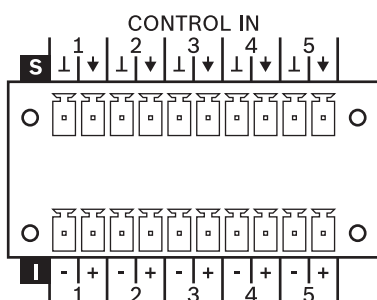 CONTROL IN
1 2 3 4 5
S ⊥ ↓ ⊥ ↓ ⊥ ↓ ⊥ ↓ ⊥ ↓
I - + - + - + - + - +
1 2 3 4 5